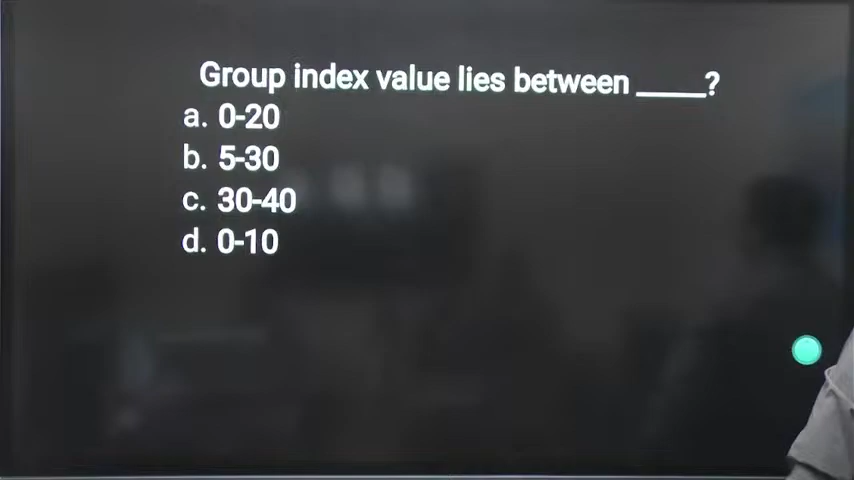 Group index value lies between _____?
a. 0-20
b. 5-30
c. 30-40
d. 0-10